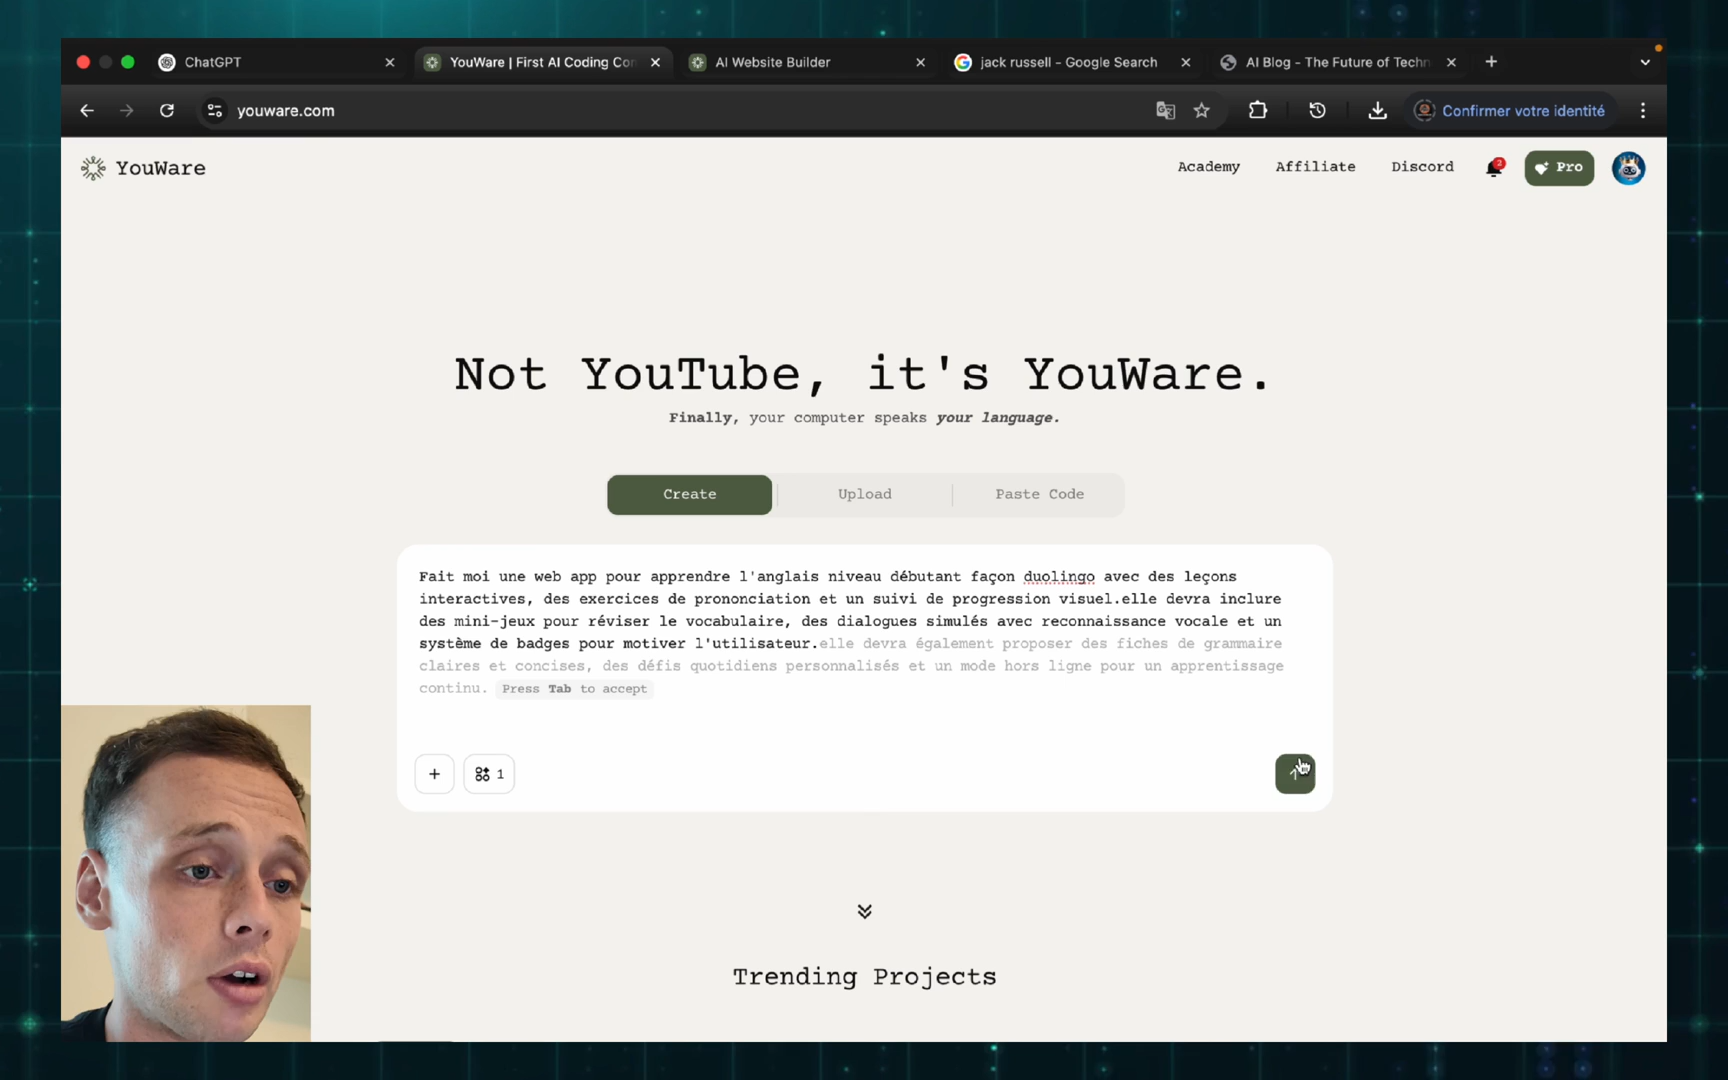 ChatGPT
YouWare | First AI Coding Cor
AI Website Builder
jack russell - Google Search
AI Blog - The Future of Techn
youware.com
Confirmer votre identité
YouWare
Academy
Affiliate
Discord
2
Pro
Not YouTube, it's YouWare.
Finally, your computer speaks your language.
Create
Upload
Paste Code
Fait moi une web app pour apprendre l'anglais niveau débutant façon duolingo avec des leçons
interactives, des exercices de prononciation et un suivi de progression visuel.elle devra inclure
des mini-jeux pour réviser le vocabulaire, des dialogues simulés avec reconnaissance vocale et un
système de badges pour motiver l'utilisateur.elle devra également proposer des fiches de grammaire
claires et concises, des défis quotidiens personnalisés et un mode hors ligne pour un apprentissage
continu. Press Tab to accept
1
Trending Projects